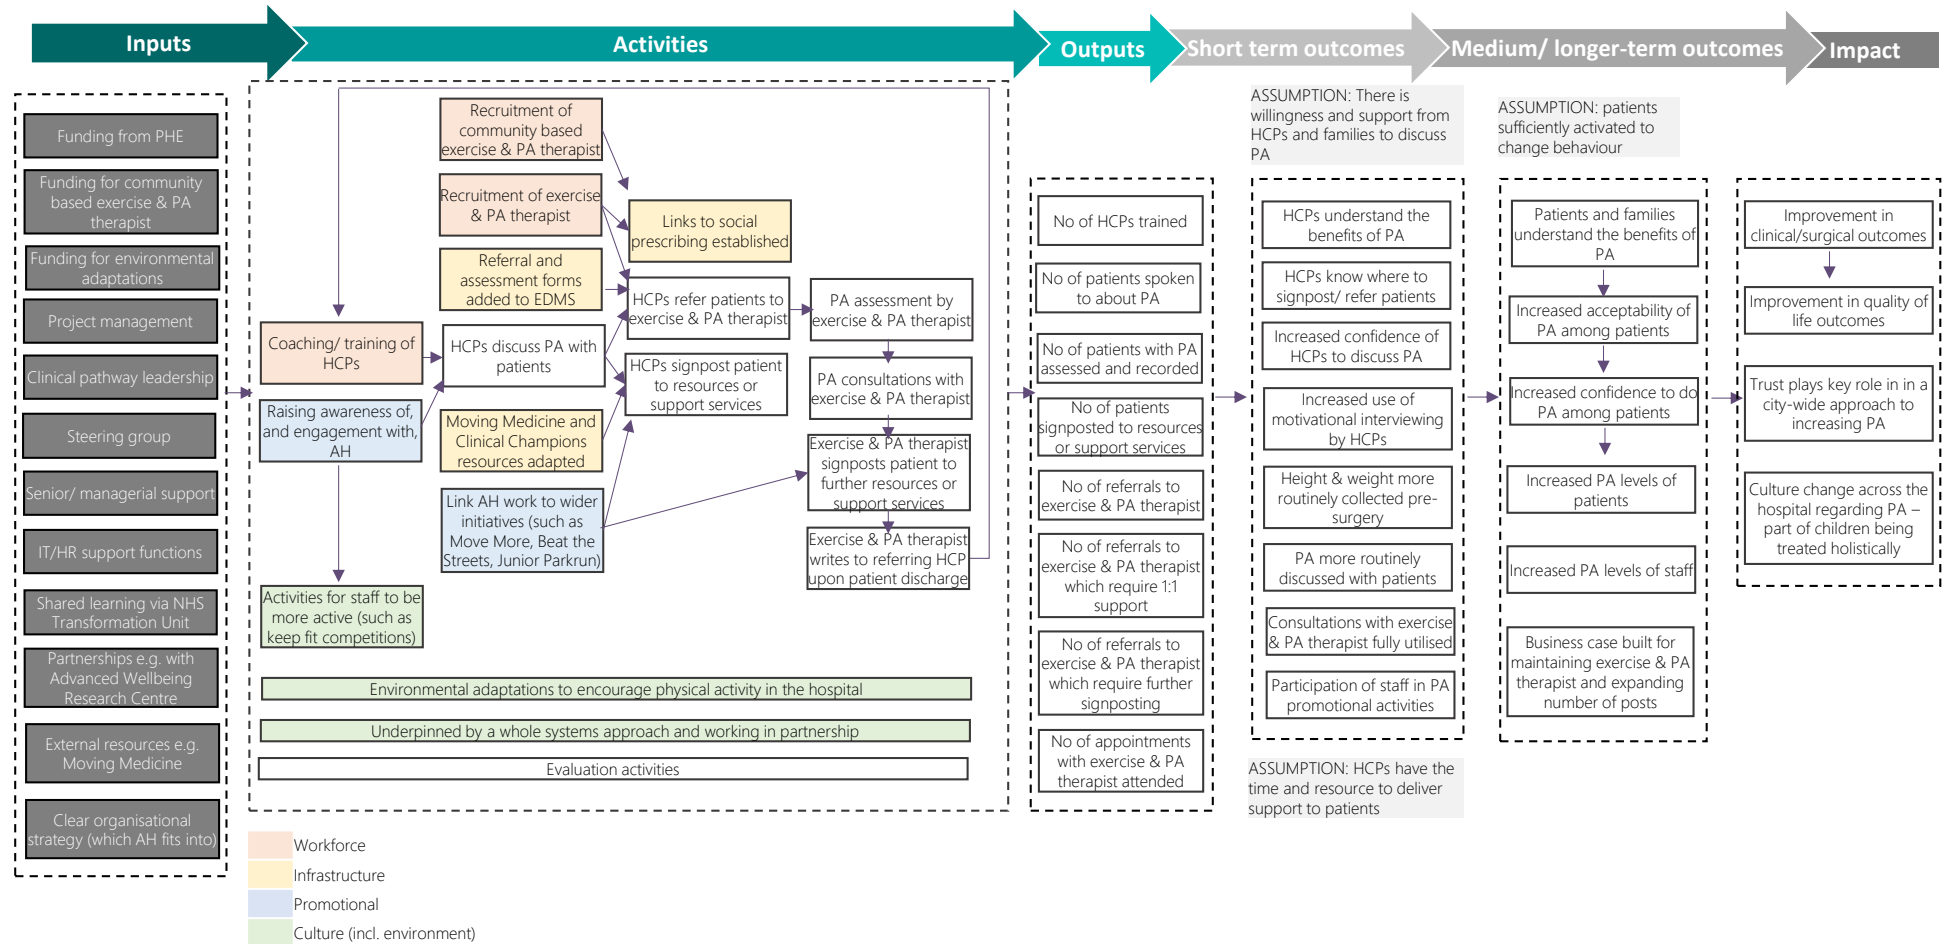 Inputs
Activities
Outputs
Short term outcomes
Medium/ longer-term outcomes
Impact
Funding from PHE
Funding for community
based exercise & PA
therapist
Funding for environmental
adaptations
Project management
Clinical pathway leadership
Steering group
Senior/ managerial support
IT/HR support functions
Shared learning via NHS
Transformation Unit
Partnerships e.g. with
Advanced Wellbeing
Research Centre
External resources e.g.
Moving Medicine
Clear organisational
strategy (which AH fits into)
Coaching/ training of
HCPs
Raising awareness of,
and engagement with,
AH
Activities for staff to be
more active (such as
keep fit competitions)
Recruitment of
community based
exercise & PA therapist
Recruitment of exercise
& PA therapist
Referral and
assessment forms
added to EDMS
HCPs discuss PA with
patients
Moving Medicine and
Clinical Champions
resources adapted
Link AH work to wider
initiatives (such as
Move More, Beat the
Streets, Junior Parkrun)
Links to social
prescribing established
HCPs refer patients to
exercise & PA therapist
HCPs signpost patient
to resources or
support services
PA assessment by
exercise & PA therapist
PA consultations with
exercise & PA therapist
Exercise & PA therapist
signposts patient to
further resources or
support services
Exercise & PA therapist
writes to referring HCP
upon patient discharge
Environmental adaptations to encourage physical activity in the hospital
Underpinned by a whole systems approach and working in partnership
Evaluation activities
Workforce
Infrastructure
Promotional
Culture (incl. environment)
No of HCPs trained
No of patients spoken
to about PA
No of patients with PA
assessed and recorded
No of patients
signposted to resources
or support services
No of referrals to
exercise & PA therapist
No of referrals to
exercise & PA therapist
which require 1:1
support
No of referrals to
exercise & PA therapist
which require further
signposting
No of appointments
with exercise & PA
therapist attended
ASSUMPTION: There is
willingness and support from
HCPs and families to discuss
PA
HCPs understand the
benefits of PA
HCPs know where to
signpost/ refer patients
Increased confidence of
HCPs to discuss PA
Increased use of
motivational interviewing
by HCPs
Height & weight more
routinely collected pre-
surgery
PA more routinely
discussed with patients
Consultations with exercise
& PA therapist fully utilised
Participation of staff in PA
promotional activities
ASSUMPTION: HCPs have the
time and resource to deliver
support to patients
ASSUMPTION: patients
sufficiently activated to
change behaviour
Patients and families
understand the benefits of
PA
Increased acceptability of
PA among patients
Increased confidence to do
PA among patients
Increased PA levels of
patients
Increased PA levels of staff
Business case built for
maintaining exercise & PA
therapist and expanding
number of posts
Improvement in
clinical/surgical outcomes
Improvement in quality of
life outcomes
Trust plays key role in in a
city-wide approach to
increasing PA
Culture change across the
hospital regarding PA –
part of children being
treated holistically